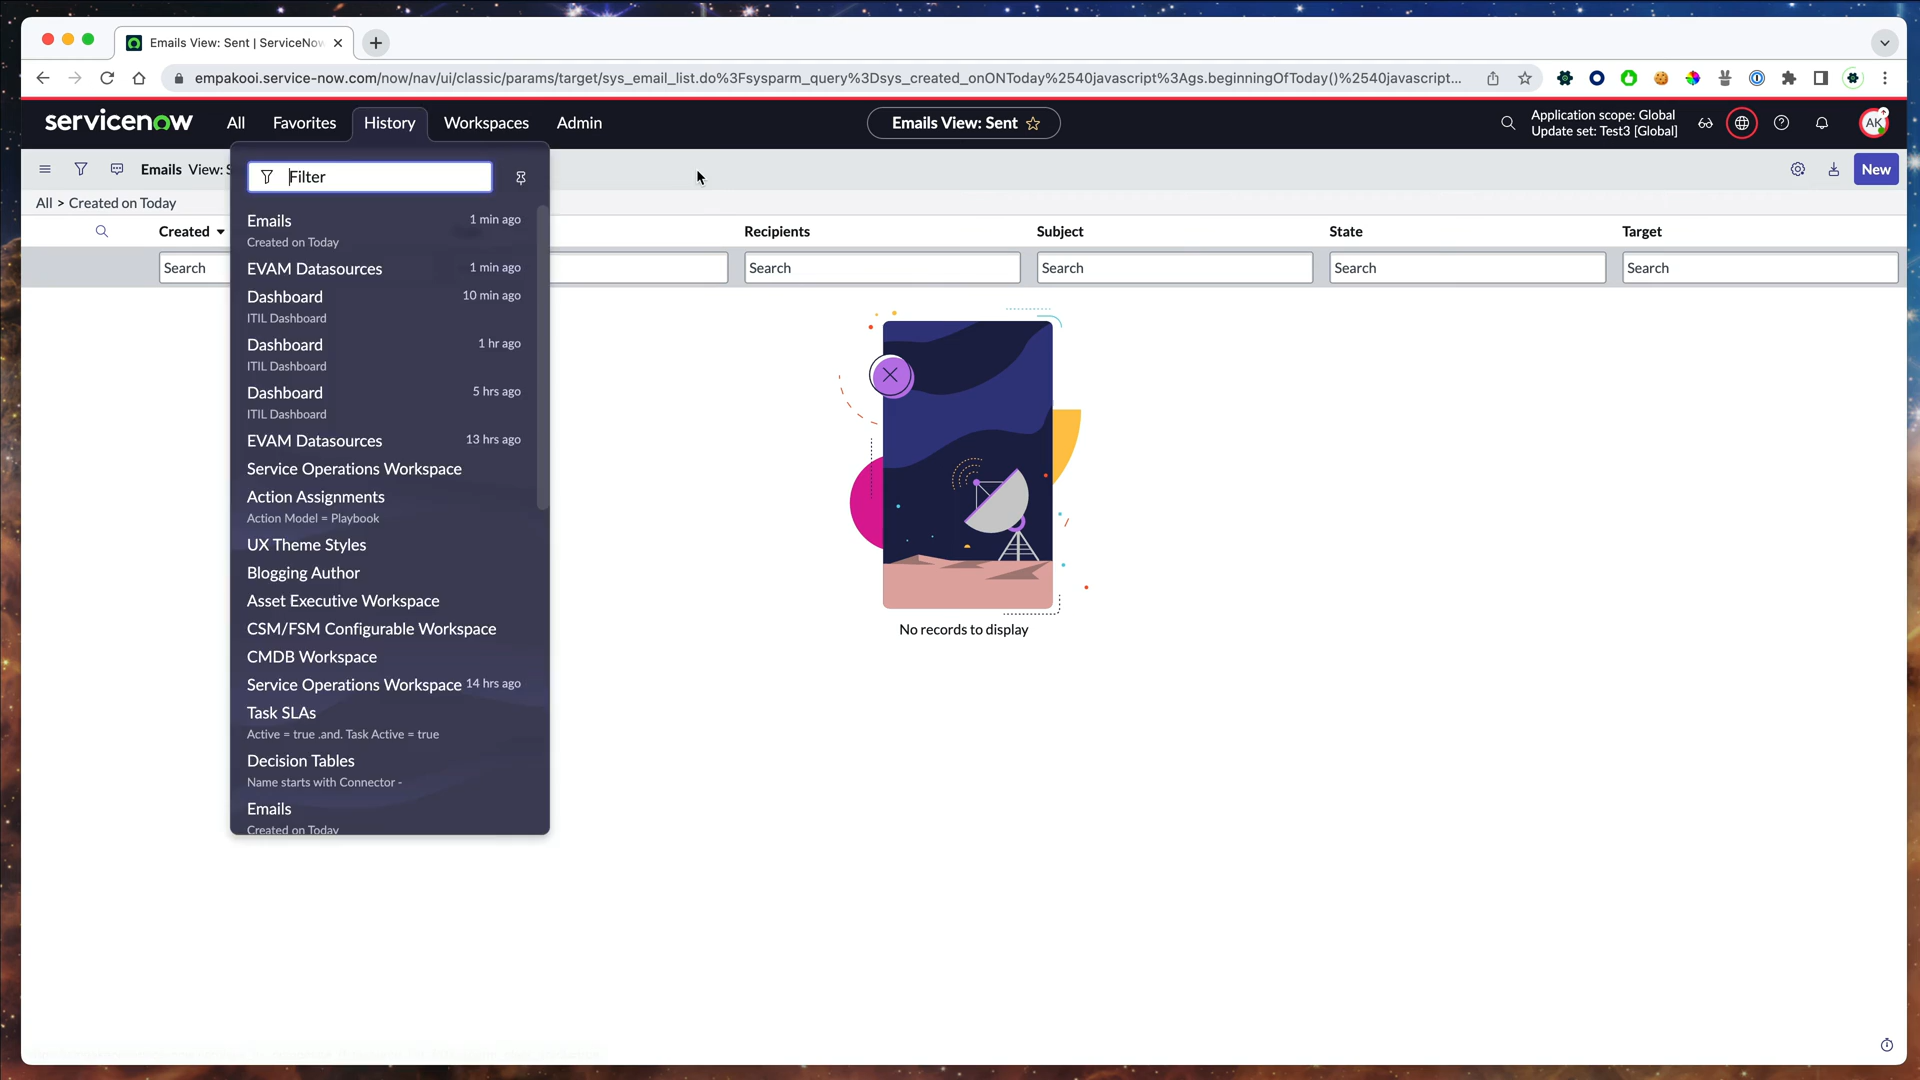 Emails View: Sent | ServiceNow
empakooi.service-now.com/now/nav/ui/classic/params/target/sys_email_list.do%3Fsysparm_query%3Dsys_created_onONToday%2540javascript%3Ags.beginningOfToday()%2540javascript...
servicenow
All
Favorites
History
Workspaces
Admin
Emails View: Sent
Application scope: Global
Update set: Test3 [Global]
AK
Emails View: S
New
All > Created on Today
Created
Recipients
Subject
State
Target
Search
Search
Search
Search
Search
Filter
Emails 1 min ago
Created on Today
EVAM Datasources 1 min ago
Dashboard 10 min ago
ITIL Dashboard
Dashboard 1 hr ago
ITIL Dashboard
Dashboard 5 hrs ago
ITIL Dashboard
EVAM Datasources 13 hrs ago
Service Operations Workspace
Action Assignments
Action Model = Playbook
UX Theme Styles
Blogging Author
Asset Executive Workspace
CSM/FSM Configurable Workspace
CMDB Workspace
Service Operations Workspace 14 hrs ago
Task SLAs
Active = true .and. Task Active = true
Decision Tables
Name starts with Connector -
Emails
Created on Today
No records to display